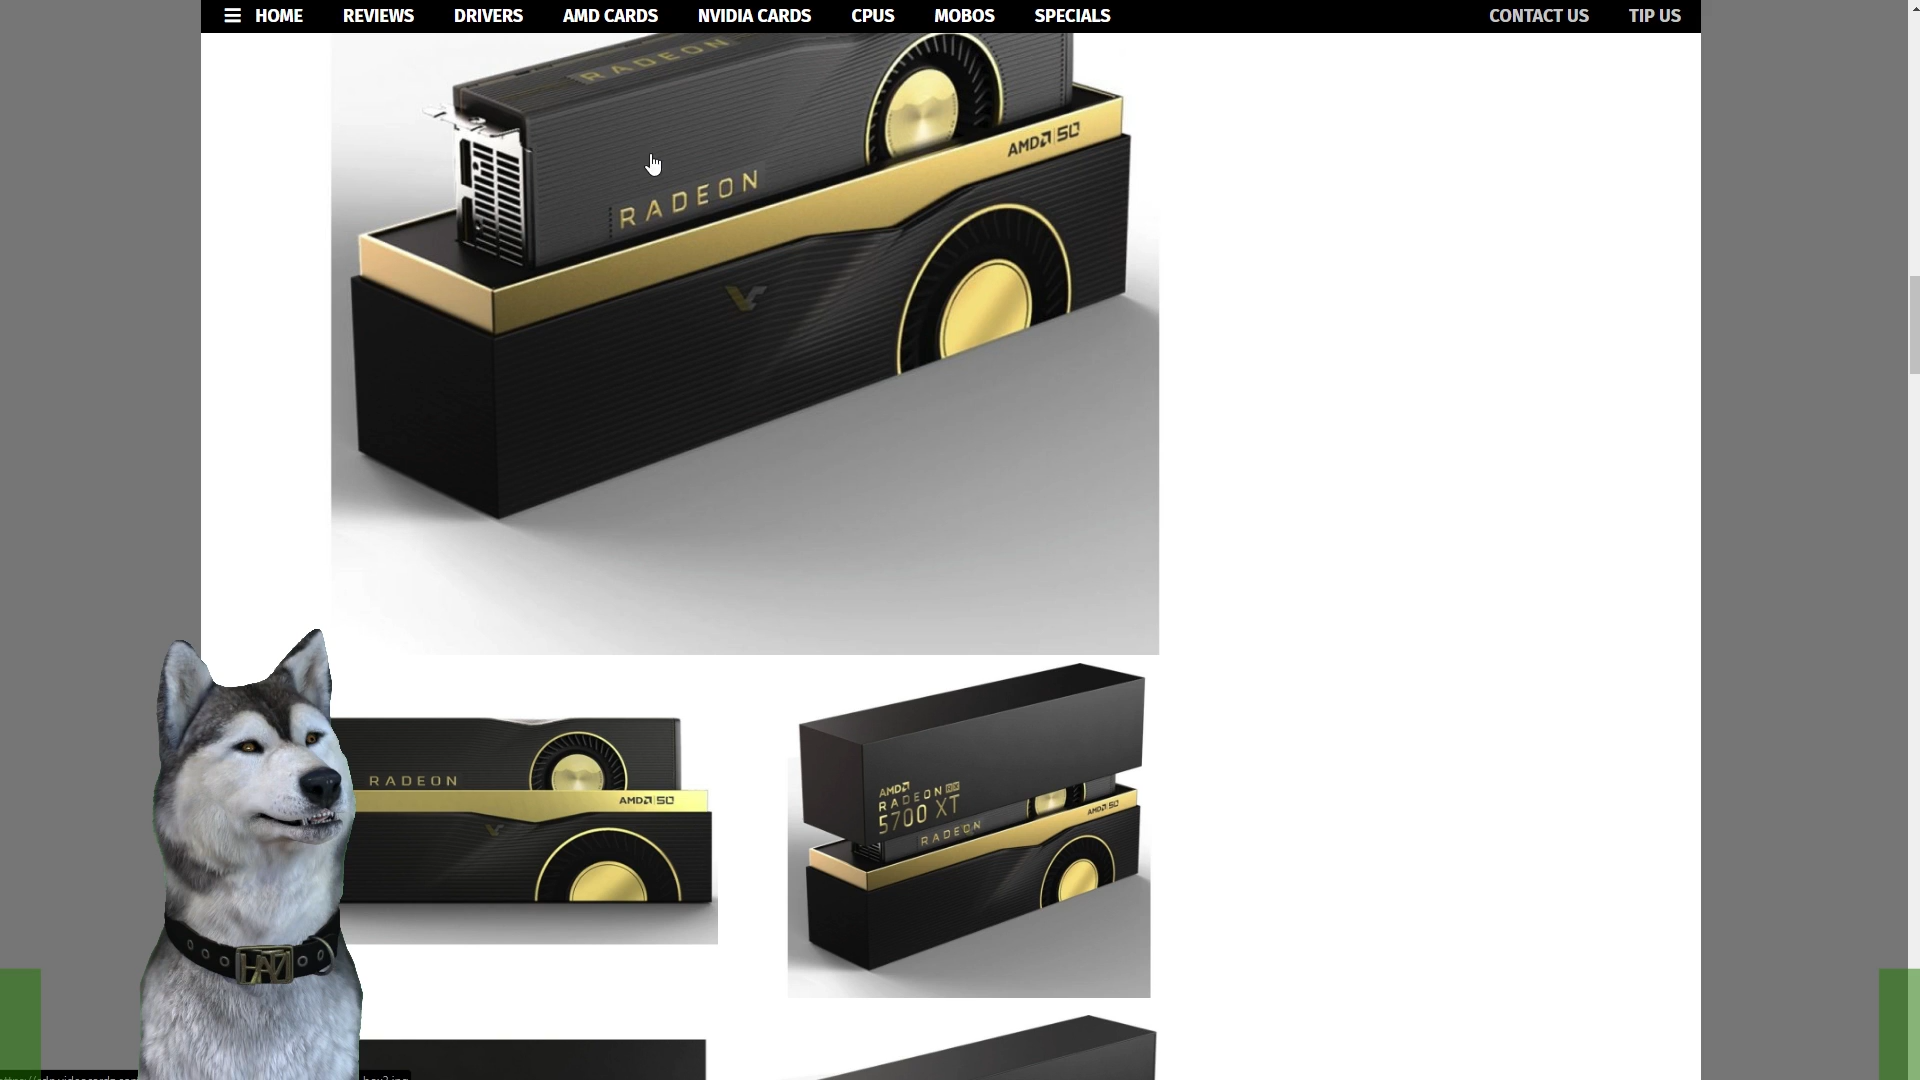 HOME REVIEWS DRIVERS AMD CARDS NVIDIA CARDS CPUS MOBOS SPECIALS CONTACT US TIP US
RADEON
AMD 50
RADEON
RADEON
AMD 50
AMD
RADEON RX
5700 XT
AMD 50
RADEON